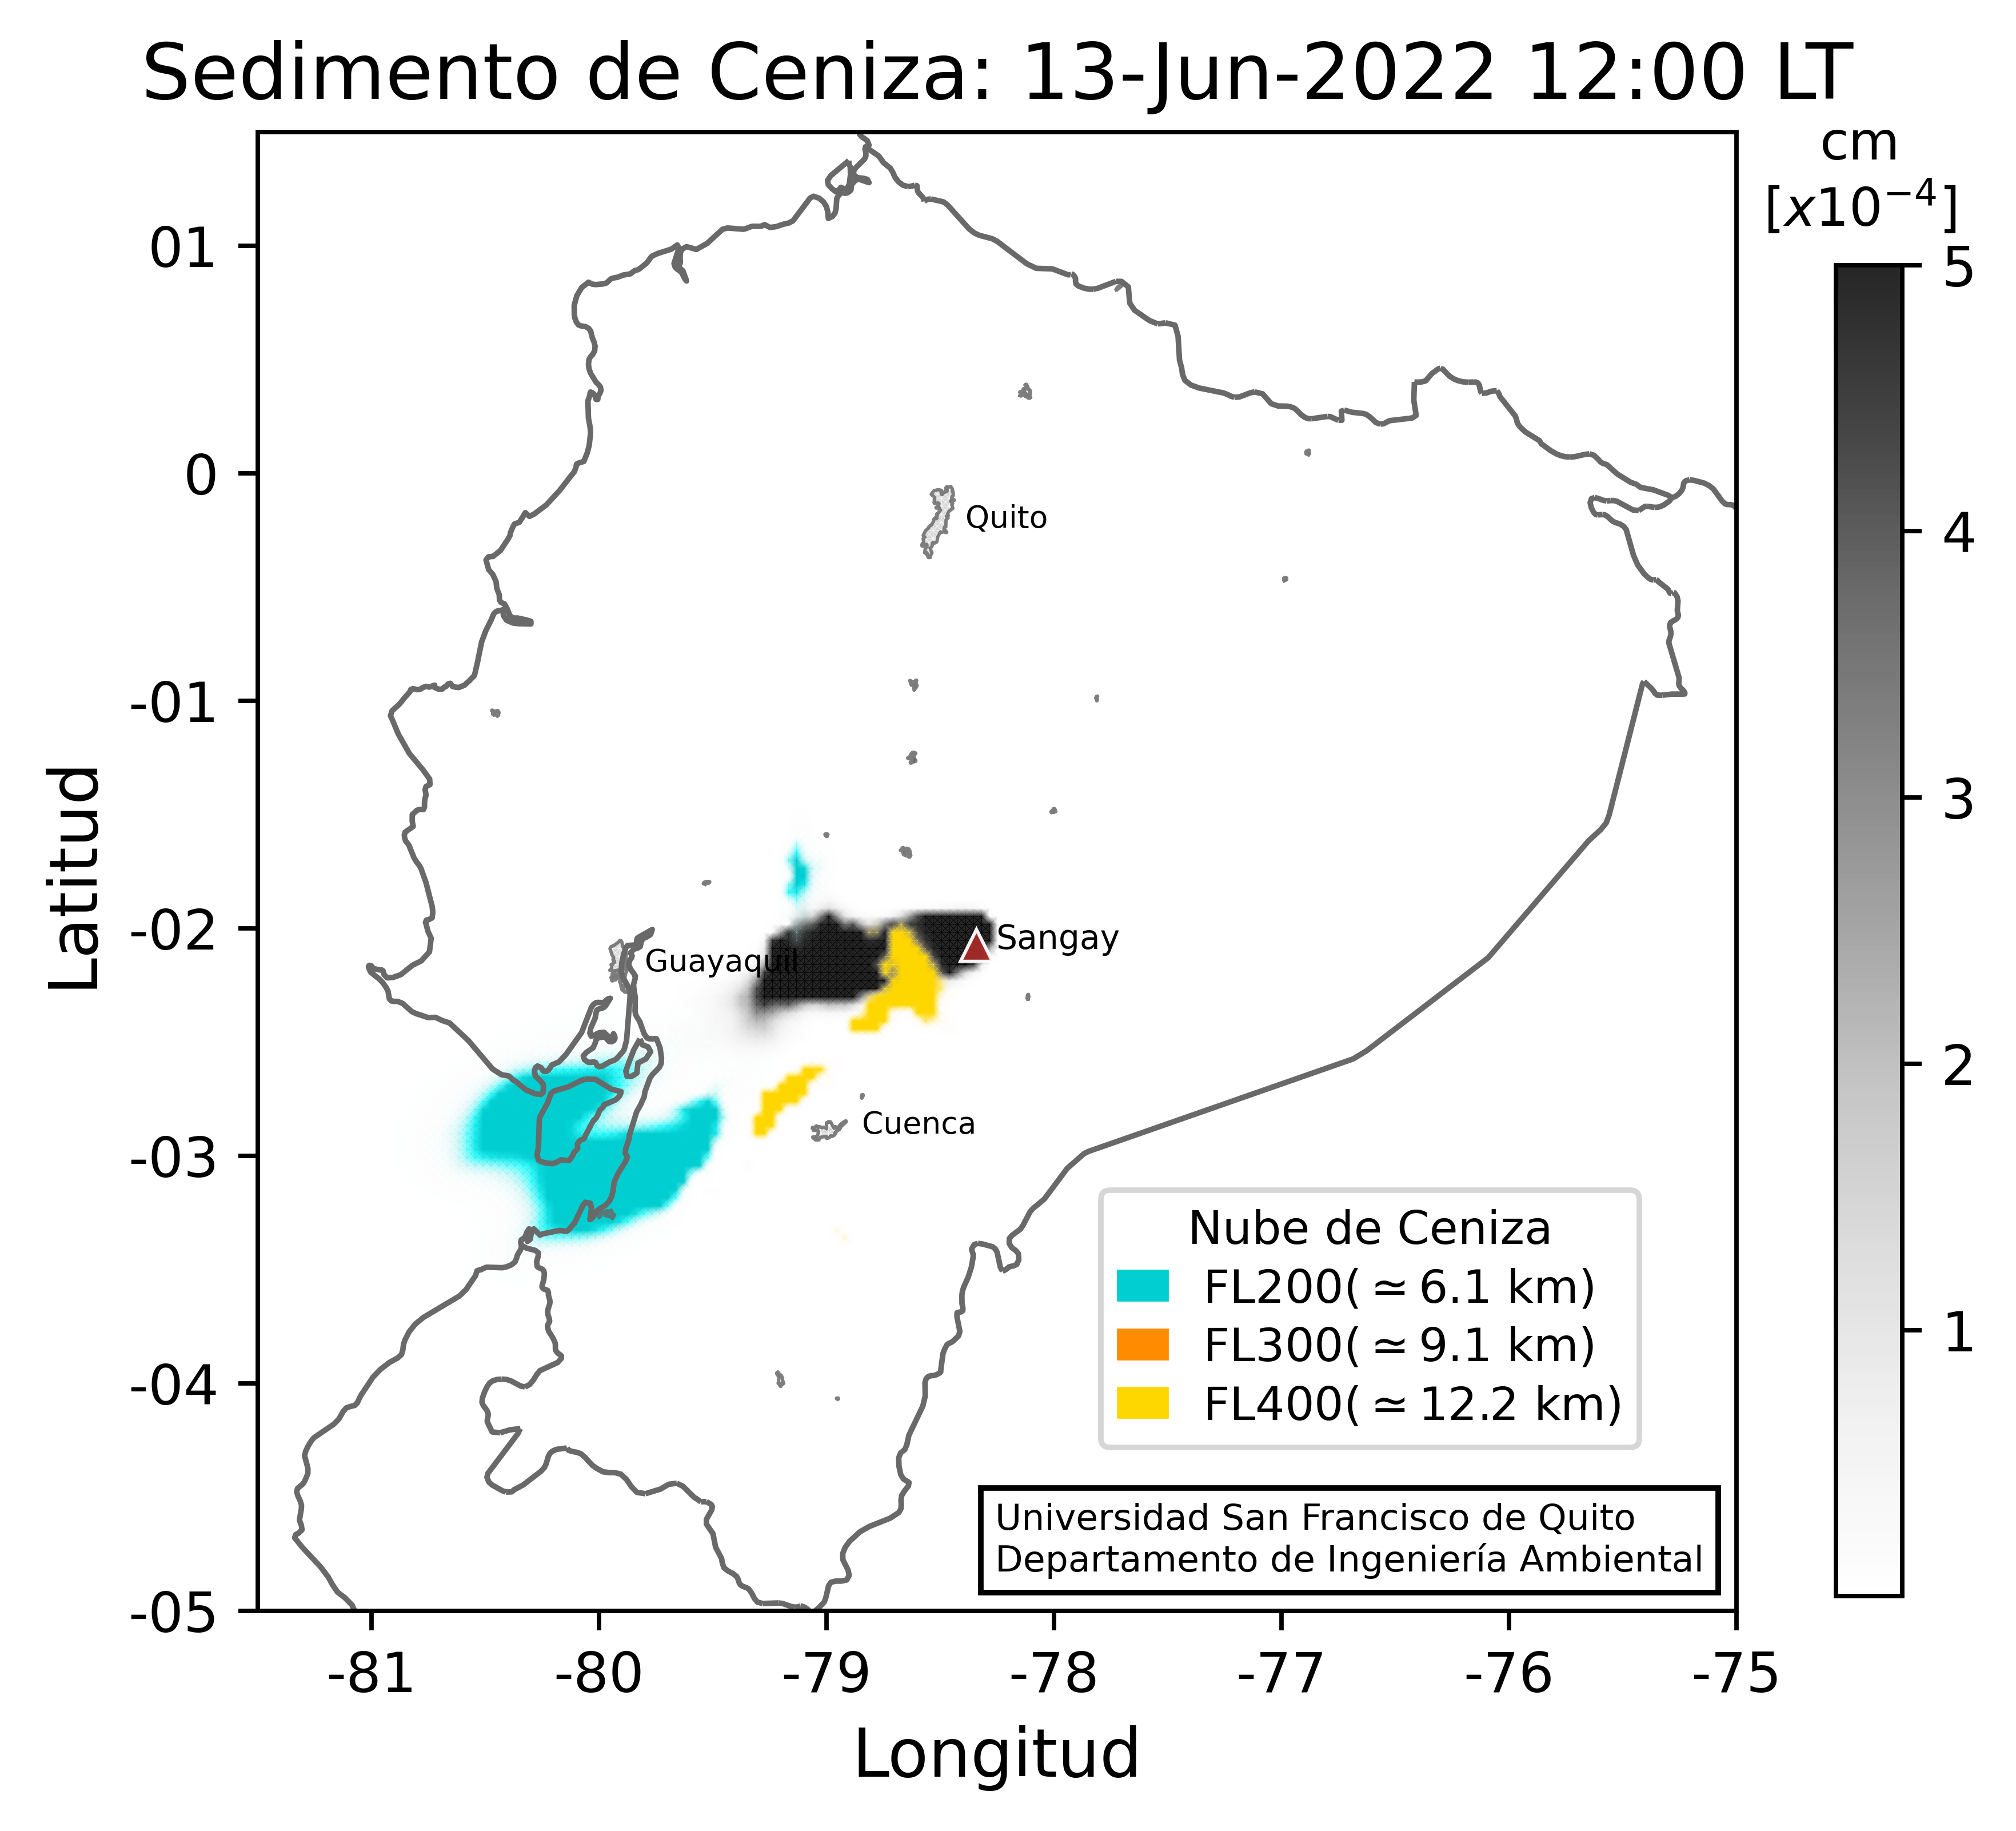 Sedimento de Ceniza: 13-Jun-2022 12:00 LT
cm
[x10⁻⁴]
5
4
3
2
1
Latitud
01
0
-01
-02
-03
-04
-05
Quito
Sangay
Guayaquil
Cuenca
Nube de Ceniza
FL200( ≃ 6.1 km)
FL300( ≃ 9.1 km)
FL400( ≃ 12.2 km)
Universidad San Francisco de Quito
Departamento de Ingeniería Ambiental
-81 -80 -79 -78 -77 -76 -75
Longitud